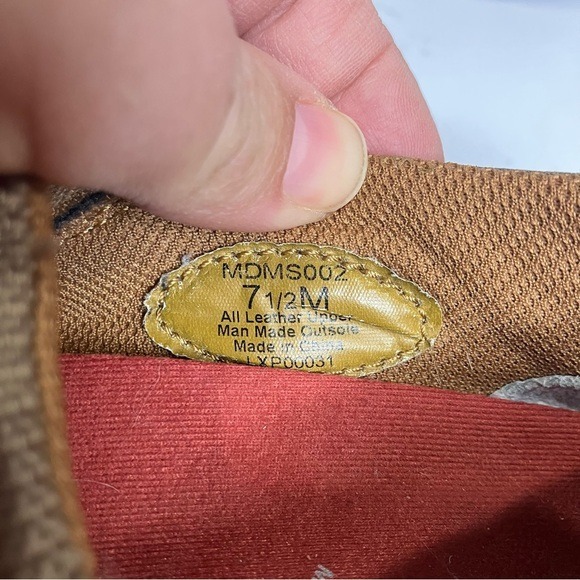 MDMS002
7 1/2 M
All Leather Upper
Man Made Outsole
Made in China
LXP00031